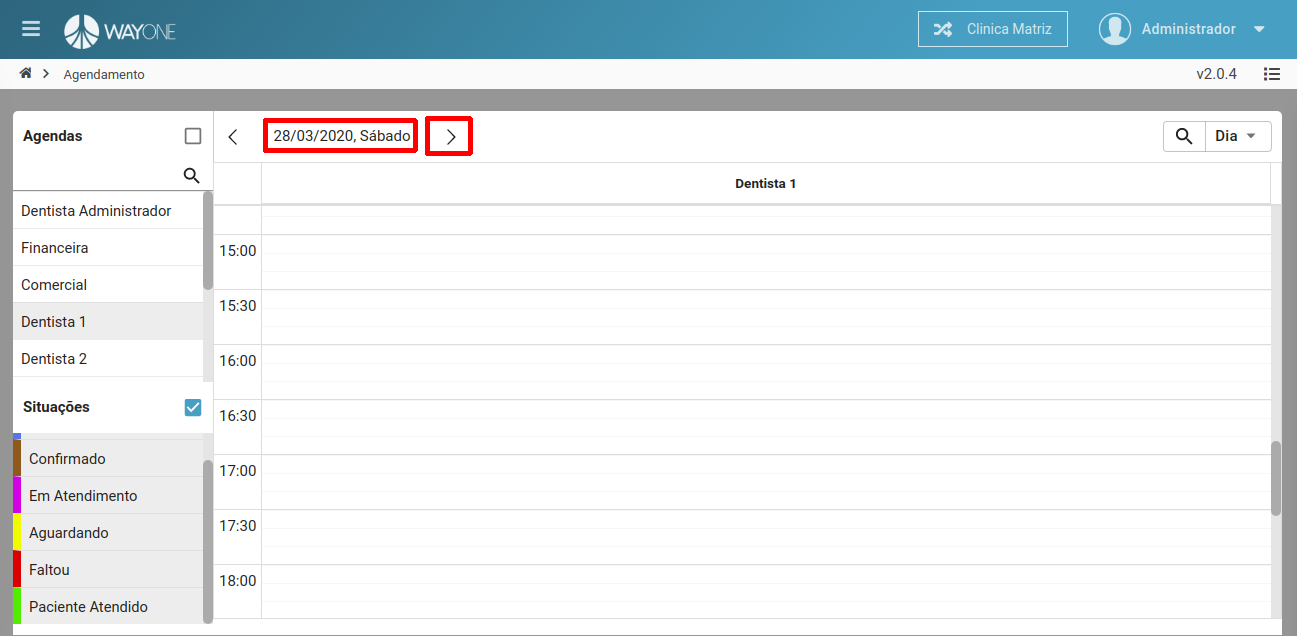 WAYONE
Clinica Matriz
Administrador
Agendamento
v2.0.4
Agendas
28/03/2020, Sábado
Dia
Dentista 1
Dentista Administrador
Financeira
Comercial
Dentista 1
Dentista 2
Situações
Confirmado
Em Atendimento
Aguardando
Faltou
Paciente Atendido
15:00
15:30
16:00
16:30
17:00
17:30
18:00